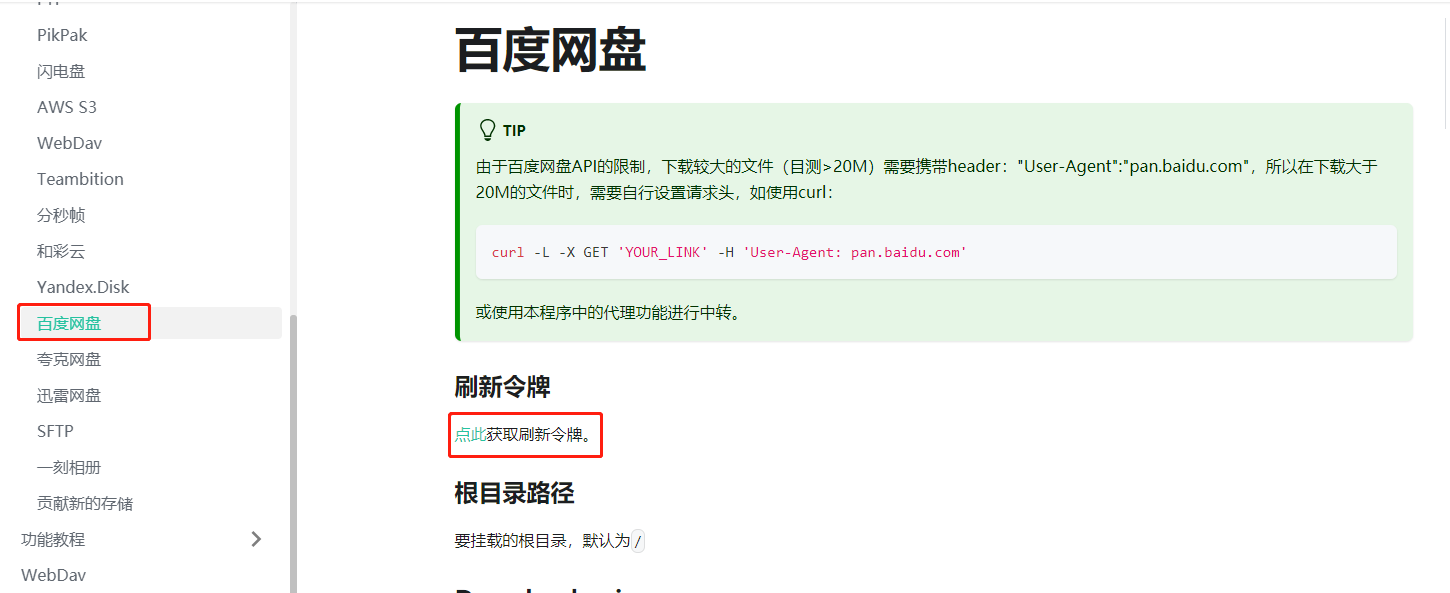 PikPak
闪电盘
AWS S3
WebDav
Teambition
分秒帧
和彩云
Yandex.Disk
百度网盘
夸克网盘
迅雷网盘
SFTP
一刻相册
贡献新的存储
功能教程
WebDav
百度网盘
TIP
由于百度网盘API的限制，下载较大的文件（目测>20M）需要携带header："User-Agent":"pan.baidu.com"，所以在下载大于
20M的文件时，需要自行设置请求头，如使用curl：
curl -L -X GET 'YOUR_LINK' -H 'User-Agent: pan.baidu.com'
或使用本程序中的代理功能进行中转。
刷新令牌
点此获取刷新令牌。
根目录路径
要挂载的根目录，默认为/